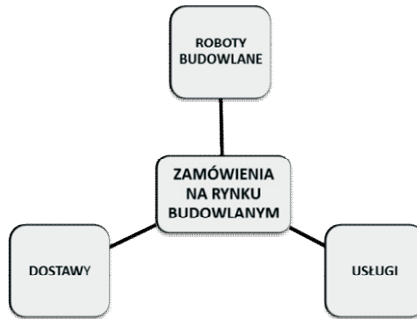 ROBOTY
BUDOWLANE
ZAMÓWIENIA
NA RYNKU
BUDOWLANYM
DOSTAWY
USŁUGI